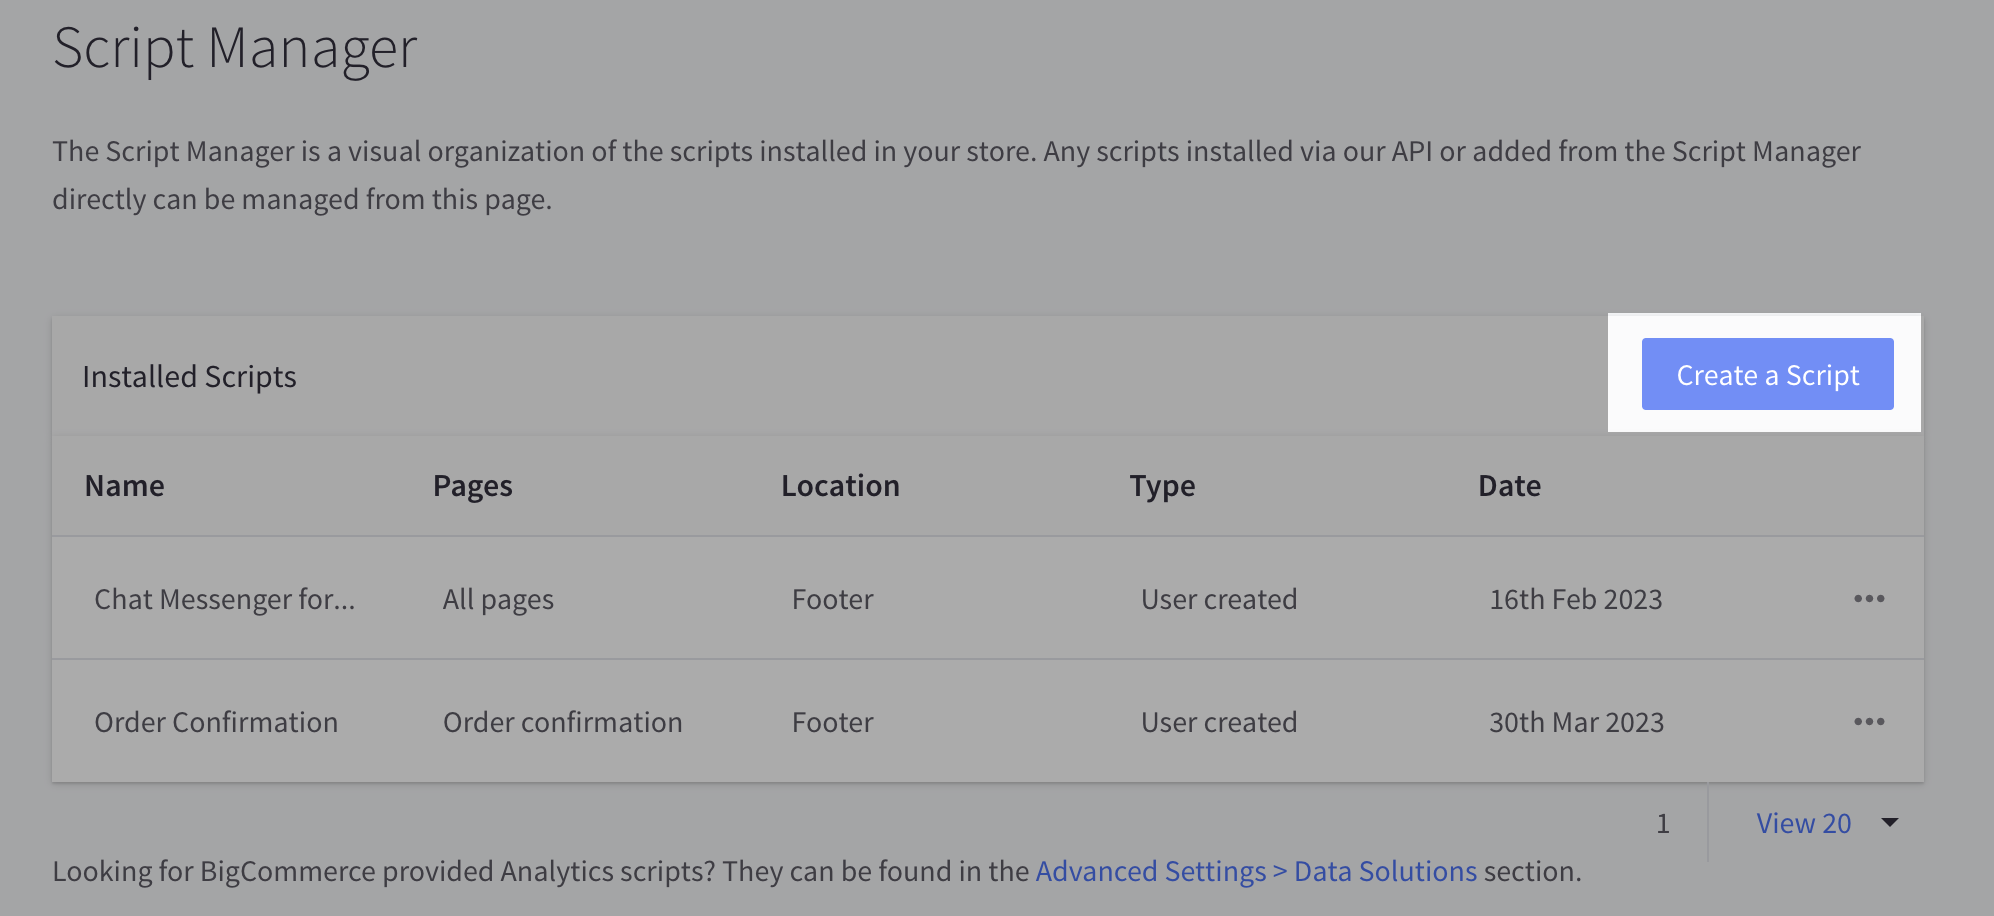 Script Manager
The Script Manager is a visual organization of the scripts installed in your store. Any scripts installed via our API or added from the Script Manager
directly can be managed from this page.
Installed Scripts Create a Script
Name Pages Location Type Date
Chat Messenger for... All pages Footer User created 16th Feb 2023
Order Confirmation Order confirmation Footer User created 30th Mar 2023
1 View 20
Looking for BigCommerce provided Analytics scripts? They can be found in the Advanced Settings > Data Solutions section.